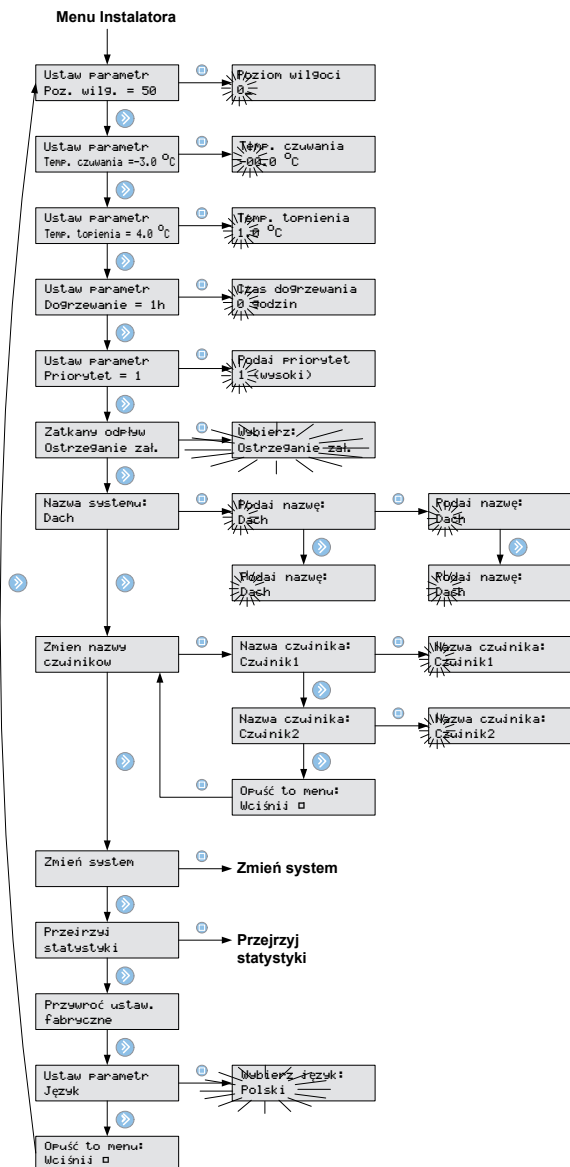 Menu Instalatora
Ustaw parametr
Poz. wilg. = 50
Poziom wilgoci
0_
Ustaw parametr
Temp. czuwania =-3.0 °C
Temp. czuwania
-00.0 °C
Ustaw parametr
Temp. topienia = 4.0 °C
Temp. topnienia
1.0 °C
Ustaw parametr
Dogrzewanie = 1h
Czas dogrzewania
0 godzin
Ustaw parametr
Priorytet = 1
Podaj priorytet
1 (wysoki)
Zatkany odpływ
Ostrzeganie zał.
Wybierz:
Ostrzeganie zał.
Nazwa systemu:
Dach
Podaj nazwę:
Dach
Podaj nazwę:
Dach
Podaj nazwę:
Dach
Podaj nazwę:
Dach
Zmien nazwy
czujnikow
Nazwa czujnika:
Czujnik1
Nazwa czujnika:
Czujnik1
Nazwa czujnika:
Czujnik2
Nazwa czujnika:
Czujnik2
Opuść to menu:
Wciśnij □
Zmień system
Zmień system
Przejrzyj
statystyki
Przejrzyj
statystyki
Przywroć ustaw.
fabryczne
Ustaw parametr
Język
Wybierz język:
Polski
Opuść to menu:
Wciśnij □